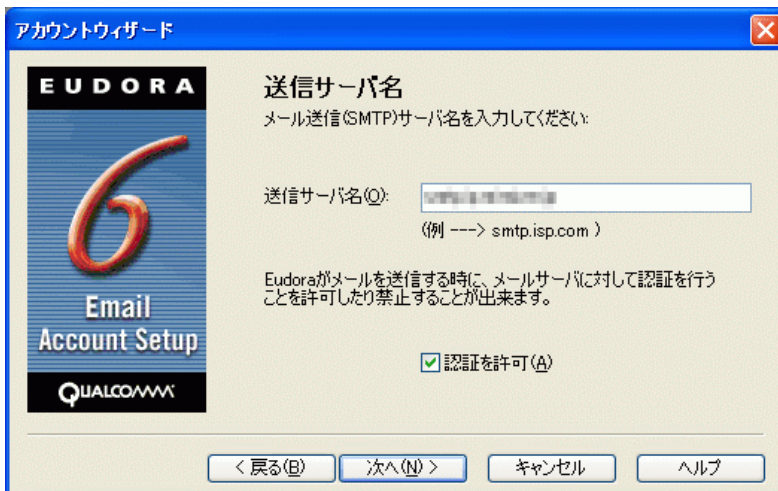 アカウントウィザード
EUDORA
6
Email
Account Setup
QUALCOMM
送信サーバ名
メール送信(SMTP)サーバ名を入力してください:
送信サーバ名(O):
(例 ---> smtp.isp.com )
Eudoraがメールを送信する時に、メールサーバに対して認証を行う
ことを許可したり禁止することが出来ます。
認証を許可(A)
< 戻る(B)
次へ(N) >
キャンセル
ヘルプ